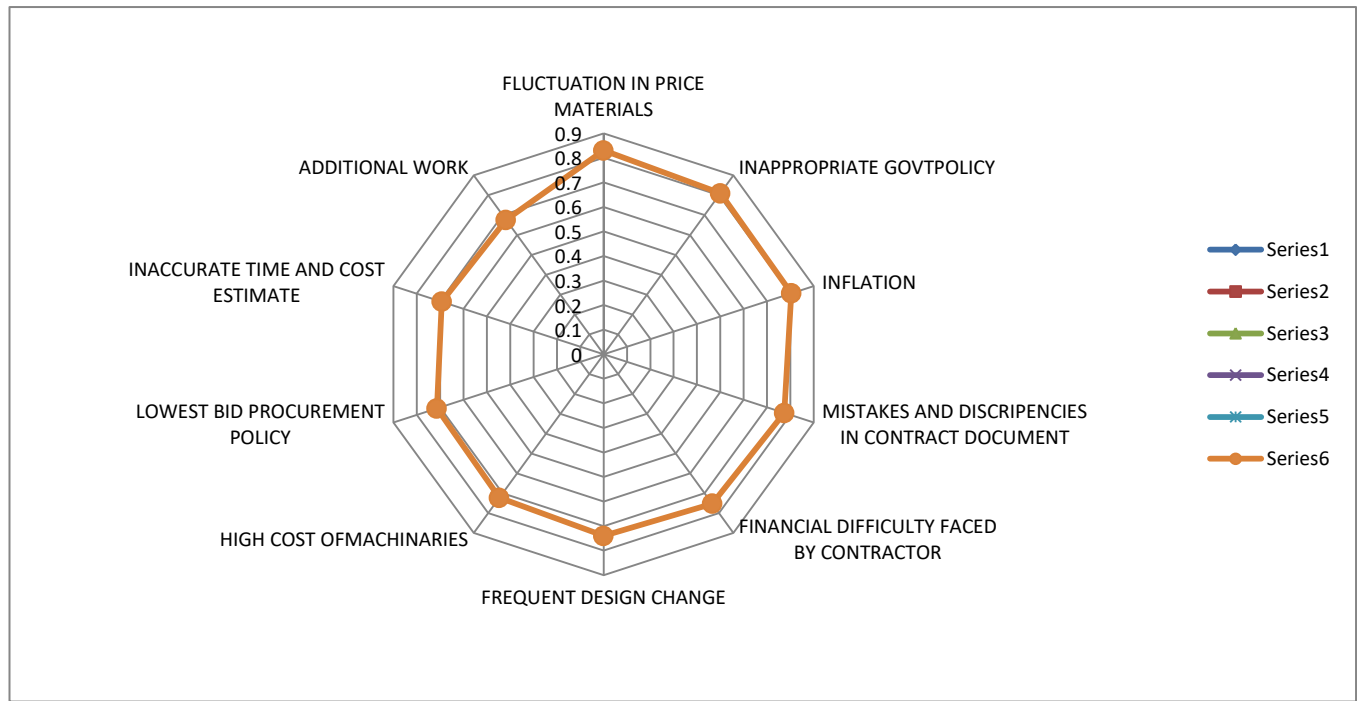 FLUCTUATION IN PRICE
MATERIALS
INAPPROPRIATE GOVTPOLICY
INFLATION
MISTAKES AND DISCRIPENCIES
IN CONTRACT DOCUMENT
FINANCIAL DIFFICULTY FACED
BY CONTRACTOR
FREQUENT DESIGN CHANGE
HIGH COST OFMACHINARIES
LOWEST BID PROCUREMENT
POLICY
INACCURATE TIME AND COST
ESTIMATE
ADDITIONAL WORK
0.9
0.8
0.7
0.6
0.5
0.4
0.3
0.2
0.1
0
Series1
Series2
Series3
Series4
Series5
Series6